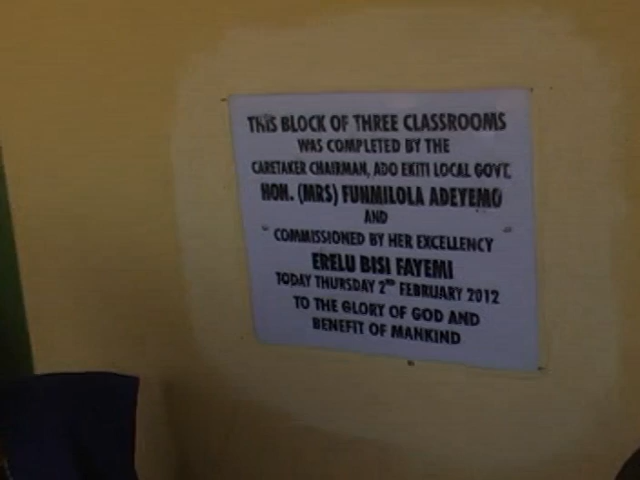 THIS BLOCK OF THREE CLASSROOMS
WAS COMPLETED BY THE
CARETAKER CHAIRMAN, ADO EKITI LOCAL GOVT.
HON. (MRS) FUNMILOLA ADEYEMO
AND
COMMISSIONED BY HER EXCELLENCY
ERELU BISI FAYEMI
TODAY THURSDAY 2ND FEBRUARY 2012
TO THE GLORY OF GOD AND
BENEFIT OF MANKIND